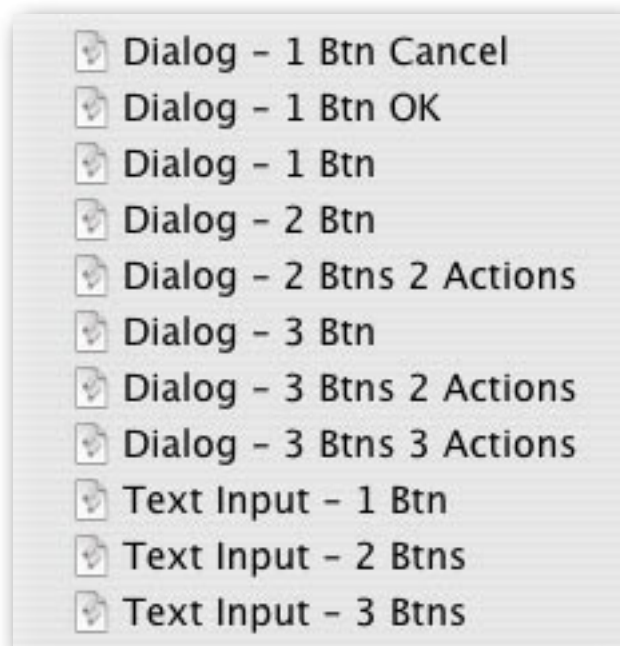 Dialog – 1 Btn Cancel
Dialog – 1 Btn OK
Dialog – 1 Btn
Dialog – 2 Btn
Dialog – 2 Btns 2 Actions
Dialog – 3 Btn
Dialog – 3 Btns 2 Actions
Dialog – 3 Btns 3 Actions
Text Input – 1 Btn
Text Input – 2 Btns
Text Input – 3 Btns